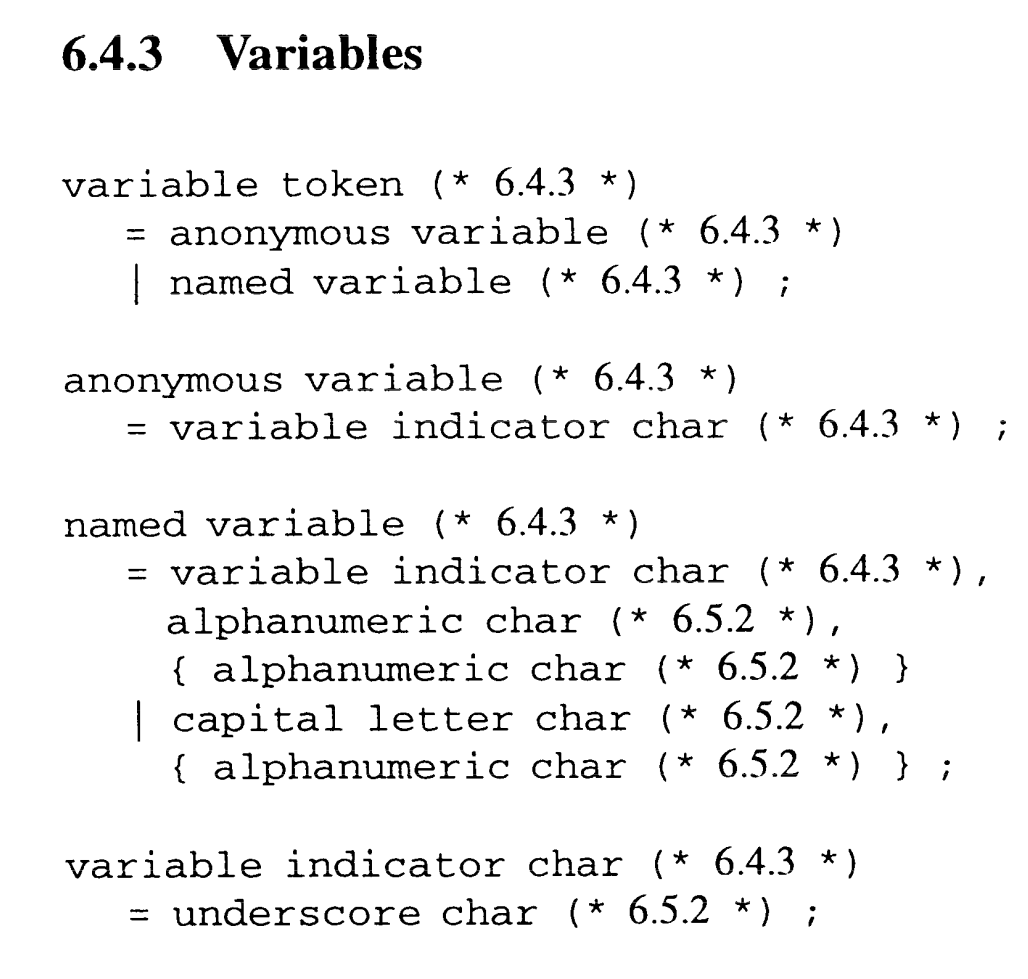 6.4.3 Variables
variable token (* 6.4.3 *)
= anonymous variable (* 6.4.3 *)
| named variable (* 6.4.3 *) ;
anonymous variable (* 6.4.3 *)
= variable indicator char (* 6.4.3 *) ;
named variable (* 6.4.3 *)
= variable indicator char (* 6.4.3 *),
alphanumeric char (* 6.5.2 *),
{ alphanumeric char (* 6.5.2 *) }
| capital letter char (* 6.5.2 *),
{ alphanumeric char (* 6.5.2 *) } ;
variable indicator char (* 6.4.3 *)
= underscore char (* 6.5.2 *) ;